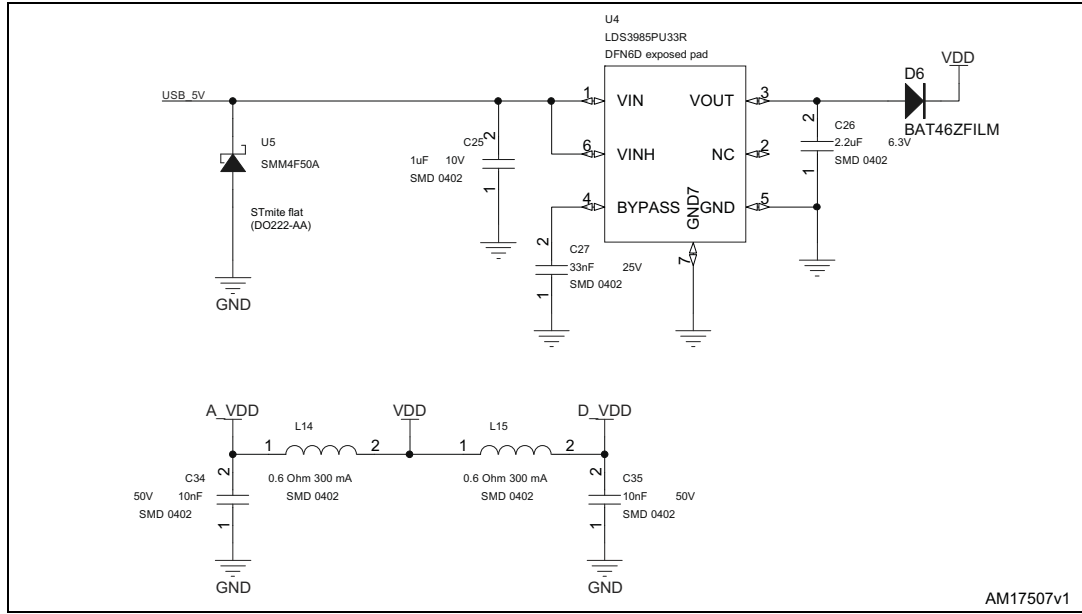 U4
LDS3985PU33R
DFN6D exposed pad
VDD
D6
BAT46ZFILM
USB_5V
1 VIN VOUT 3
6 VINH NC 2
4 BYPASS GND 5
GND7
7
U5
SMM4F50A
STmite flat
(DO222-AA)
GND
2
C25
1uF 10V
SMD 0402
1
2
C26
2.2uF 6.3V
SMD 0402
1
2
C27
33nF 25V
SMD 0402
1
A_VDD VDD D_VDD
L14 L15
1 2 1 2
0.6 Ohm 300 mA 0.6 Ohm 300 mA
SMD 0402 SMD 0402
2
C34
50V 10nF
SMD 0402
1
GND
2
C35
10nF 50V
SMD 0402
1
GND
AM17507v1